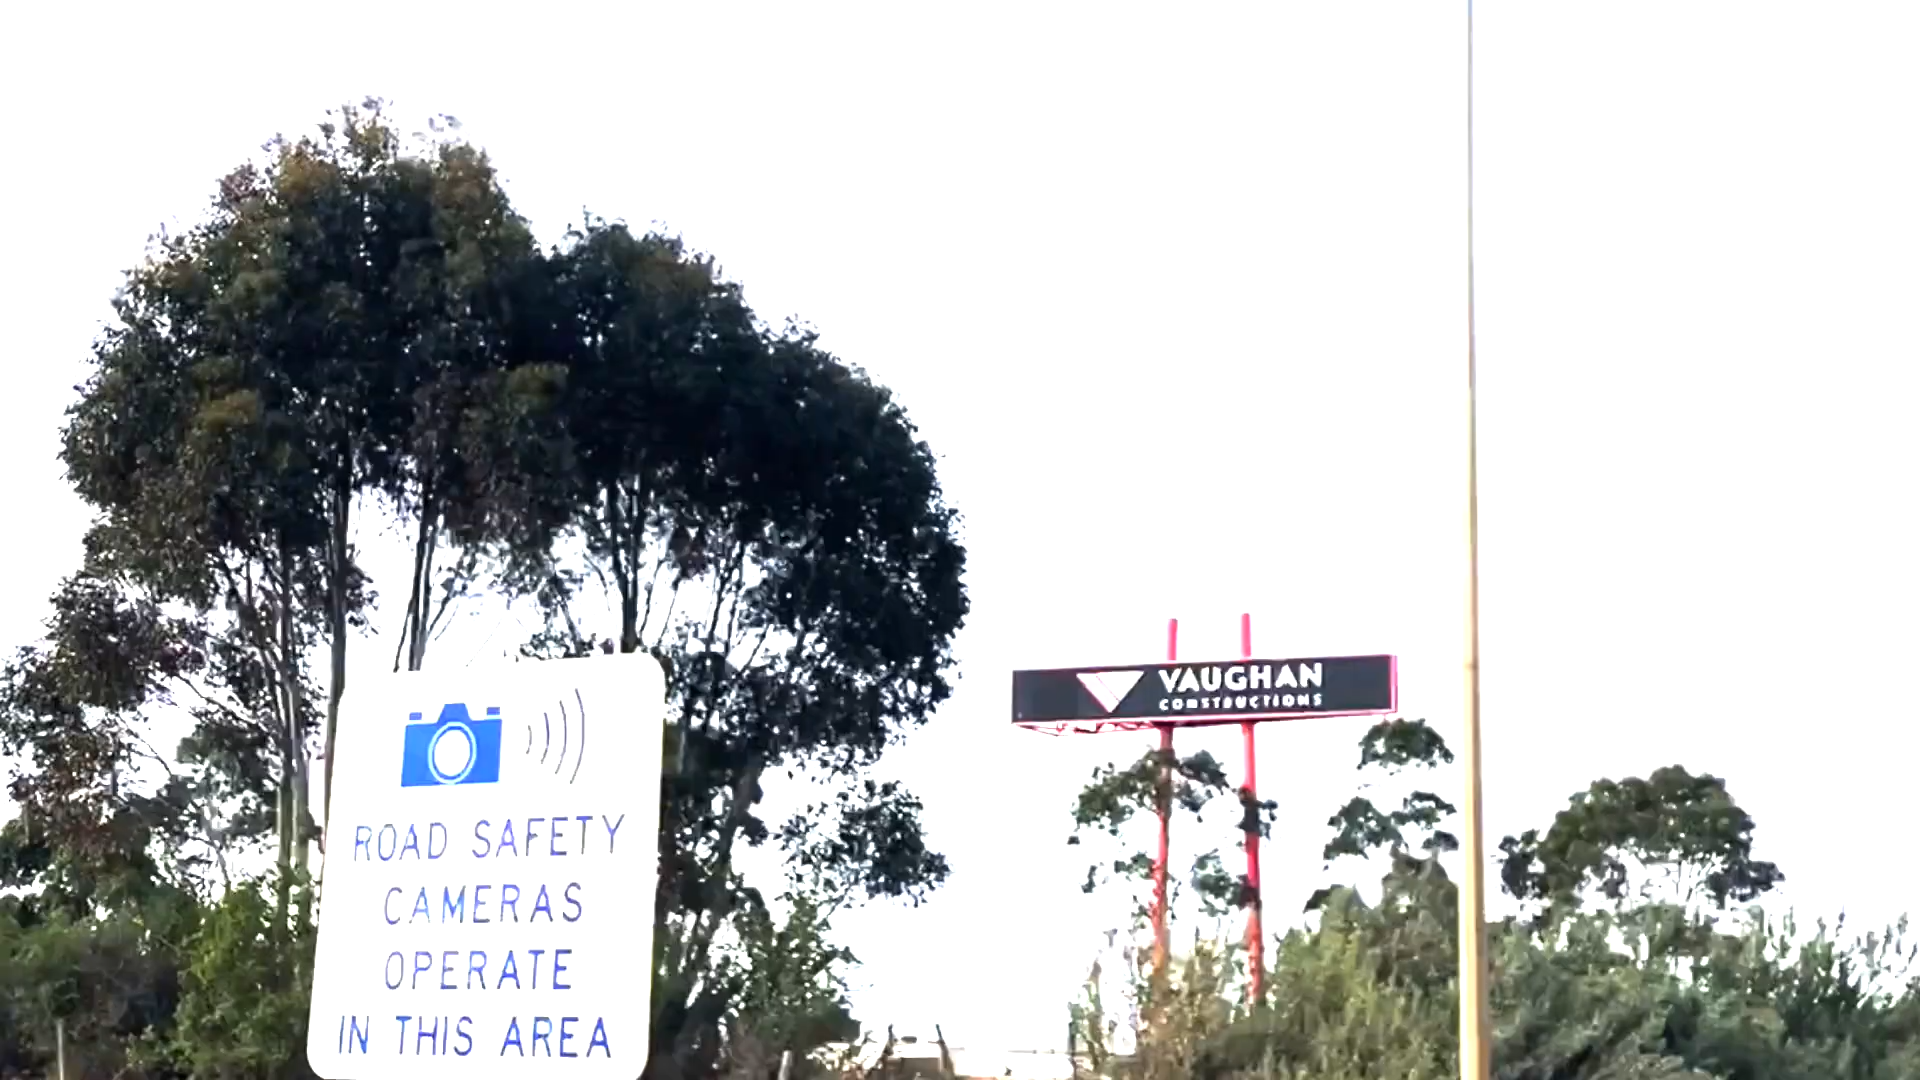 VAUGHAN
CONSTRUCTIONS
ROAD SAFETY
CAMERAS
OPERATE
IN THIS AREA